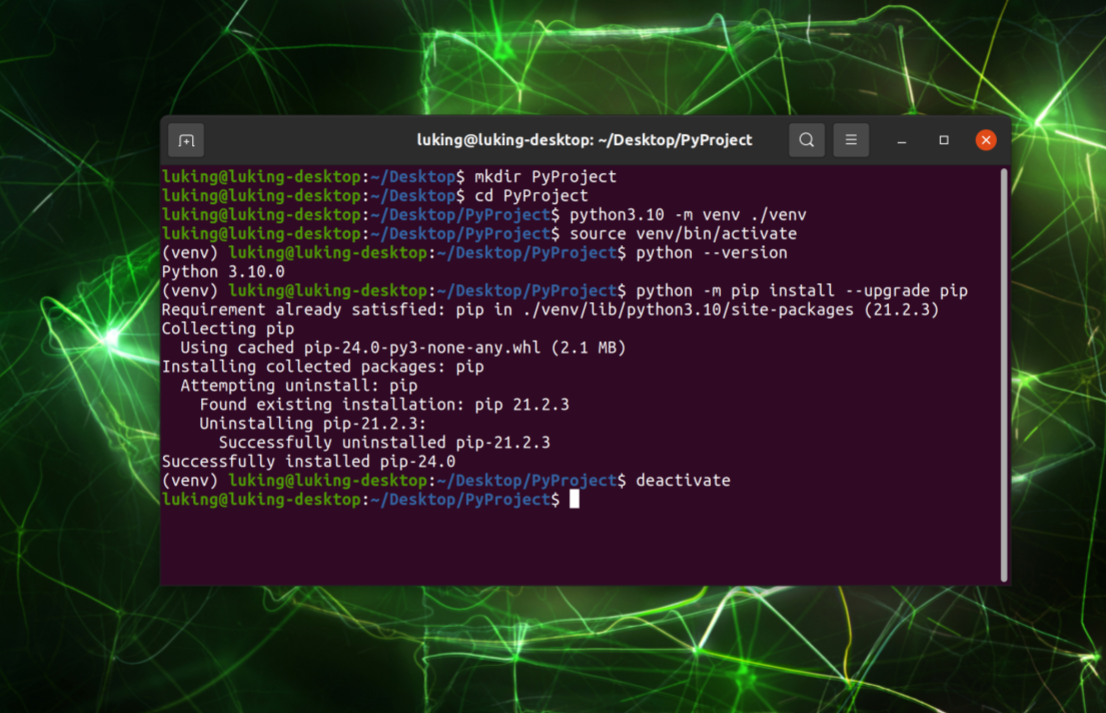 luking@luking-desktop: ~/Desktop/PyProject
luking@luking-desktop:~/Desktop$ mkdir PyProject
luking@luking-desktop:~/Desktop$ cd PyProject
luking@luking-desktop:~/Desktop/PyProject$ python3.10 -m venv ./venv
luking@luking-desktop:~/Desktop/PyProject$ source venv/bin/activate
(venv) luking@luking-desktop:~/Desktop/PyProject$ python --version
Python 3.10.0
(venv) luking@luking-desktop:~/Desktop/PyProject$ python -m pip install --upgrade pip
Requirement already satisfied: pip in ./venv/lib/python3.10/site-packages (21.2.3)
Collecting pip
  Using cached pip-24.0-py3-none-any.whl (2.1 MB)
Installing collected packages: pip
  Attempting uninstall: pip
    Found existing installation: pip 21.2.3
    Uninstalling pip-21.2.3:
      Successfully uninstalled pip-21.2.3
Successfully installed pip-24.0
(venv) luking@luking-desktop:~/Desktop/PyProject$ deactivate
luking@luking-desktop:~/Desktop/PyProject$